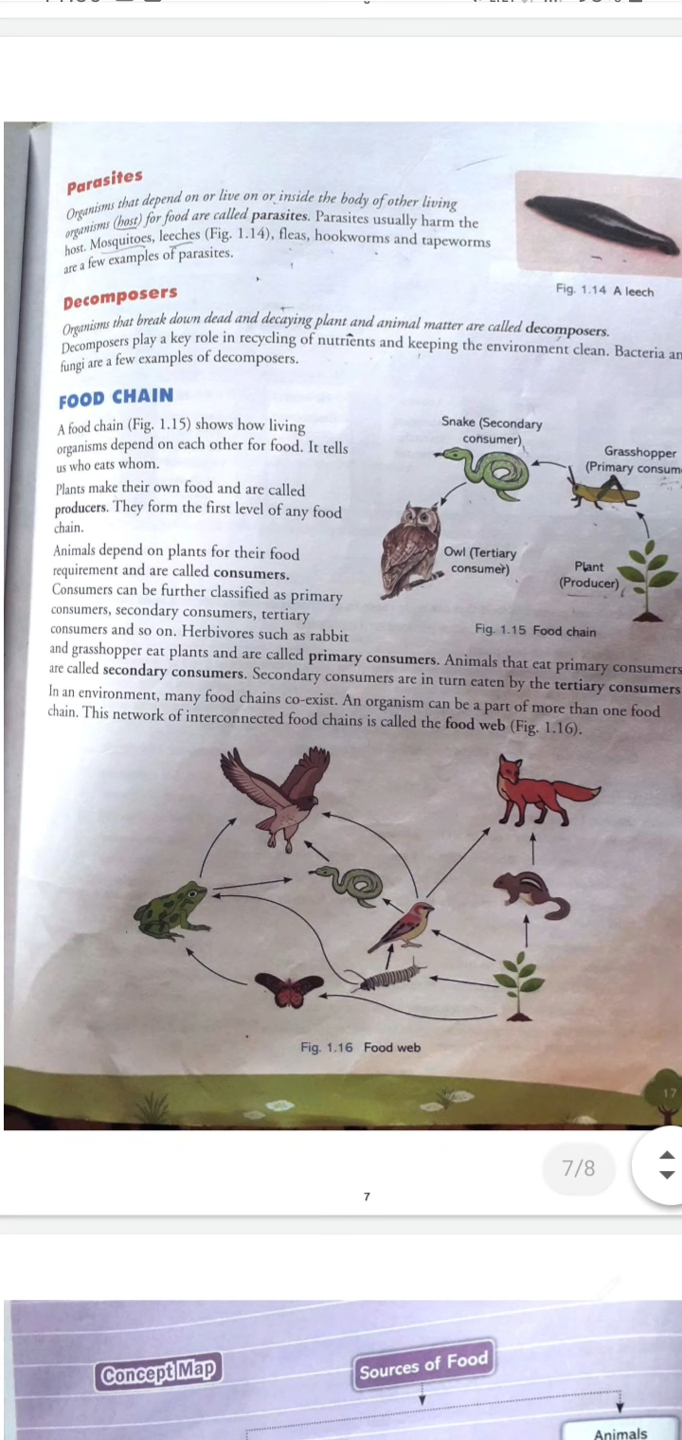 Parasites
Organisms that depend on or live on or inside the body of other living
organisms (host) for food are called parasites. Parasites usually harm the
host. Mosquitoes, leeches (Fig. 1.14), fleas, hookworms and tapeworms
are a few examples of parasites.
Fig. 1.14 A leech
Decomposers
Organisms that break down dead and decaying plant and animal matter are called decomposers.
Decomposers play a key role in recycling of nutrients and keeping the environment clean. Bacteria an
fungi are a few examples of decomposers.
FOOD CHAIN
A food chain (Fig. 1.15) shows how living
organisms depend on each other for food. It tells
us who eats whom.
Plants make their own food and are called
producers. They form the first level of any food
chain.
Animals depend on plants for their food
requirement and are called consumers.
Consumers can be further classified as primary
consumers, secondary consumers, tertiary
consumers and so on. Herbivores such as rabbit
Snake (Secondary
consumer)
Grasshopper
(Primary consum
Owl (Tertiary
consumer)
Plant
(Producer)
Fig. 1.15 Food chain
and grasshopper eat plants and are called primary consumers. Animals that eat primary consumers
are called secondary consumers. Secondary consumers are in turn eaten by the tertiary consumers
In an environment, many food chains co-exist. An organism can be a part of more than one food
chain. This network of interconnected food chains is called the food web (Fig. 1.16).
Fig. 1.16 Food web
17
7/8
7
Concept Map
Sources of Food
Animals